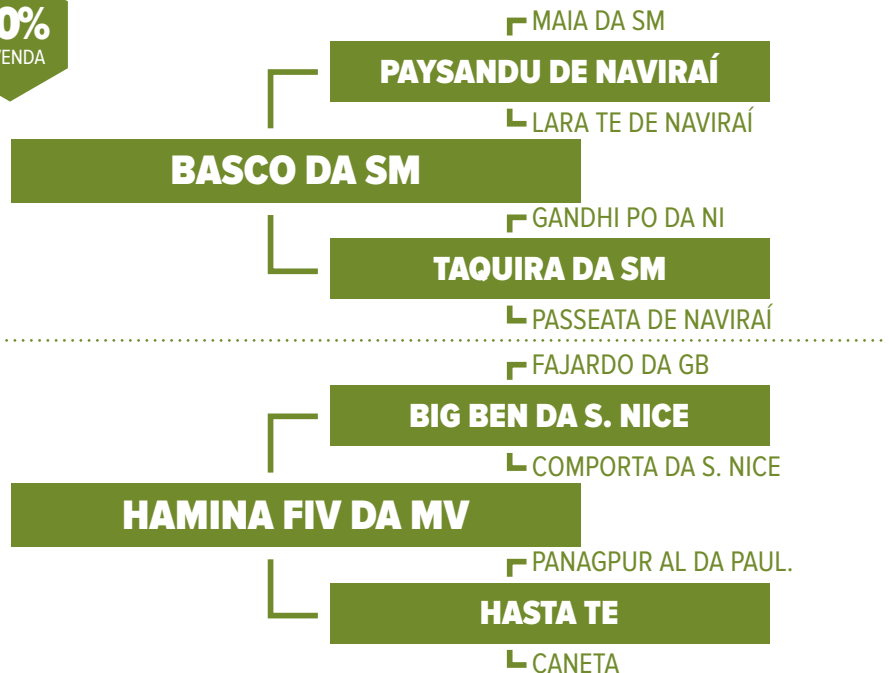 0%
MAIA DA SM
PAYSANDU DE NAVIRAÍ
LARA TE DE NAVIRAÍ
BASCO DA SM
GANDHI PO DA NI
TAQUIRA DA SM
PASSEATA DE NAVIRAÍ
FAJARDO DA GB
BIG BEN DA S. NICE
COMPORTA DA S. NICE
HAMINA FIV DA MV
PANAGPUR AL DA PAUL.
HASTA TE
CANETA